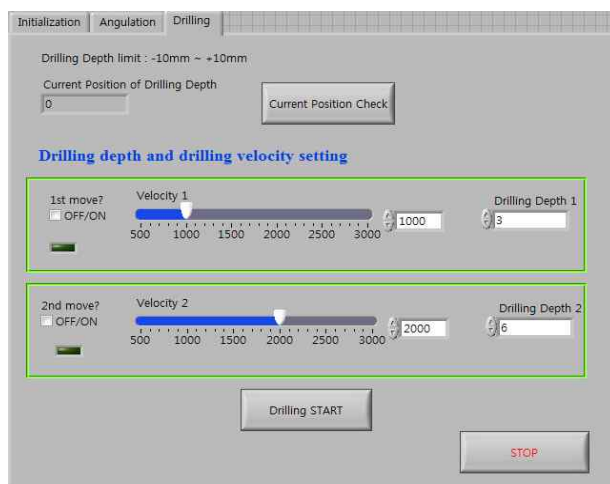 Initialization Angulation Drilling
Drilling Depth limit : -10mm ~ +10mm
Current Position of Drilling Depth
0
Current Position Check
Drilling depth and drilling velocity setting
1st move?
OFF/ON
Velocity 1
500 1000 1500 2000 2500 3000
1000
Drilling Depth 1
3
2nd move?
OFF/ON
Velocity 2
500 1000 1500 2000 2500 3000
2000
Drilling Depth 2
6
Drilling START
STOP